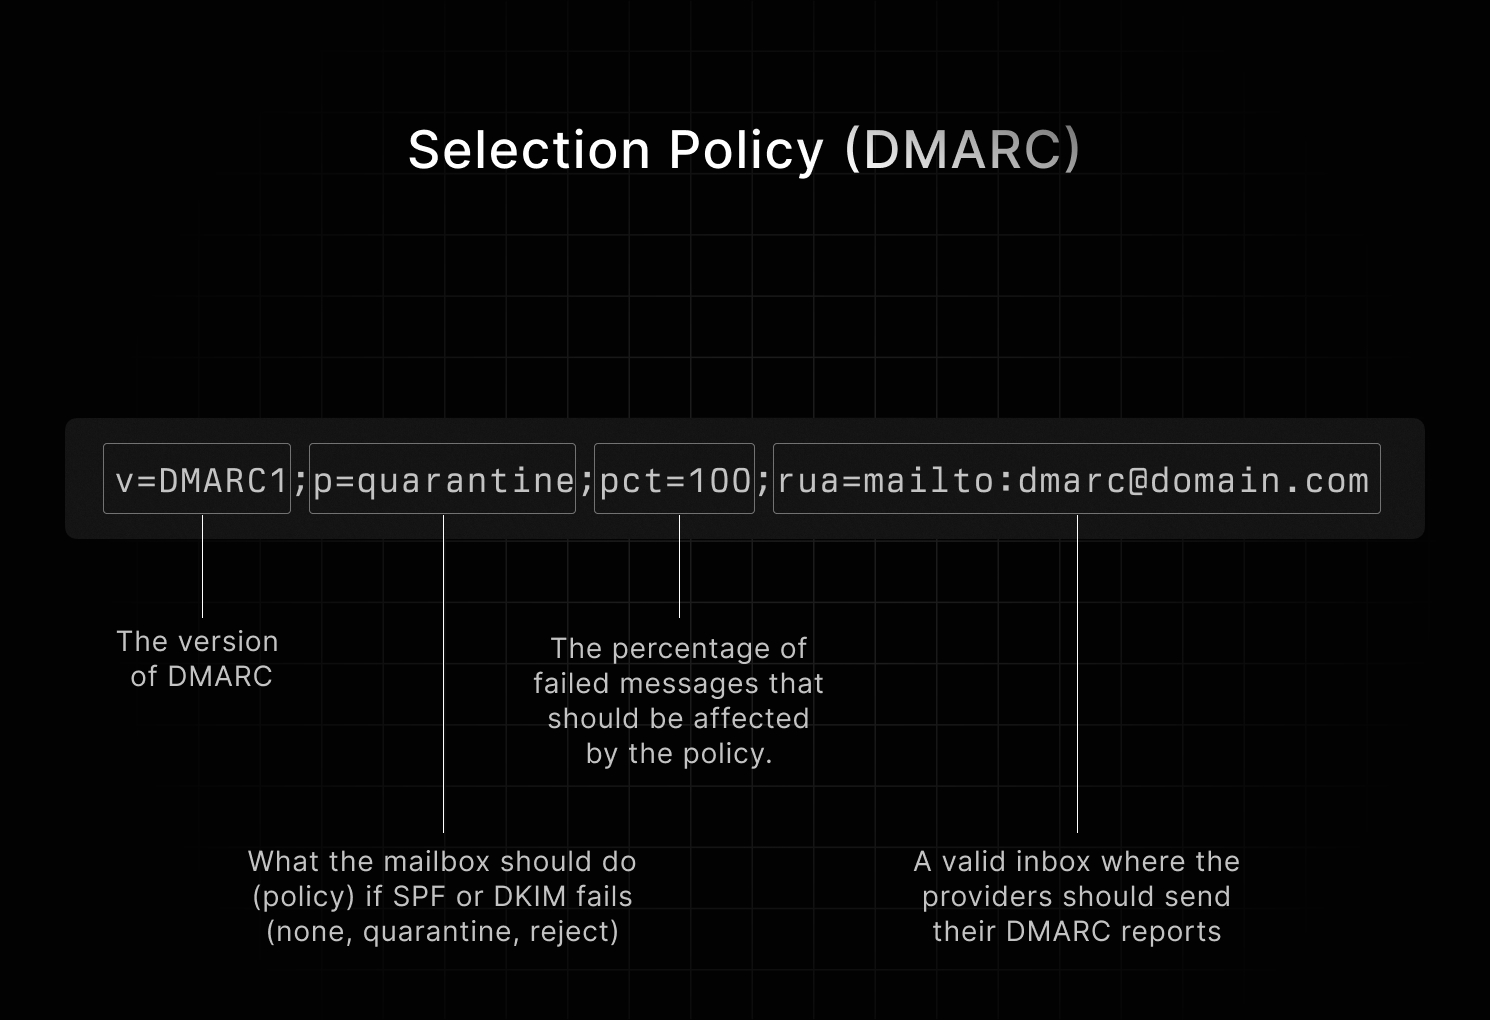 Selection Policy (DMARC)
v=DMARC1;p=quarantine;pct=100;rua=mailto:dmarc@domain.com
The version
of DMARC
The percentage of
failed messages that
should be affected
by the policy.
What the mailbox should do
(policy) if SPF or DKIM fails
(none, quarantine, reject)
A valid inbox where the
providers should send
their DMARC reports